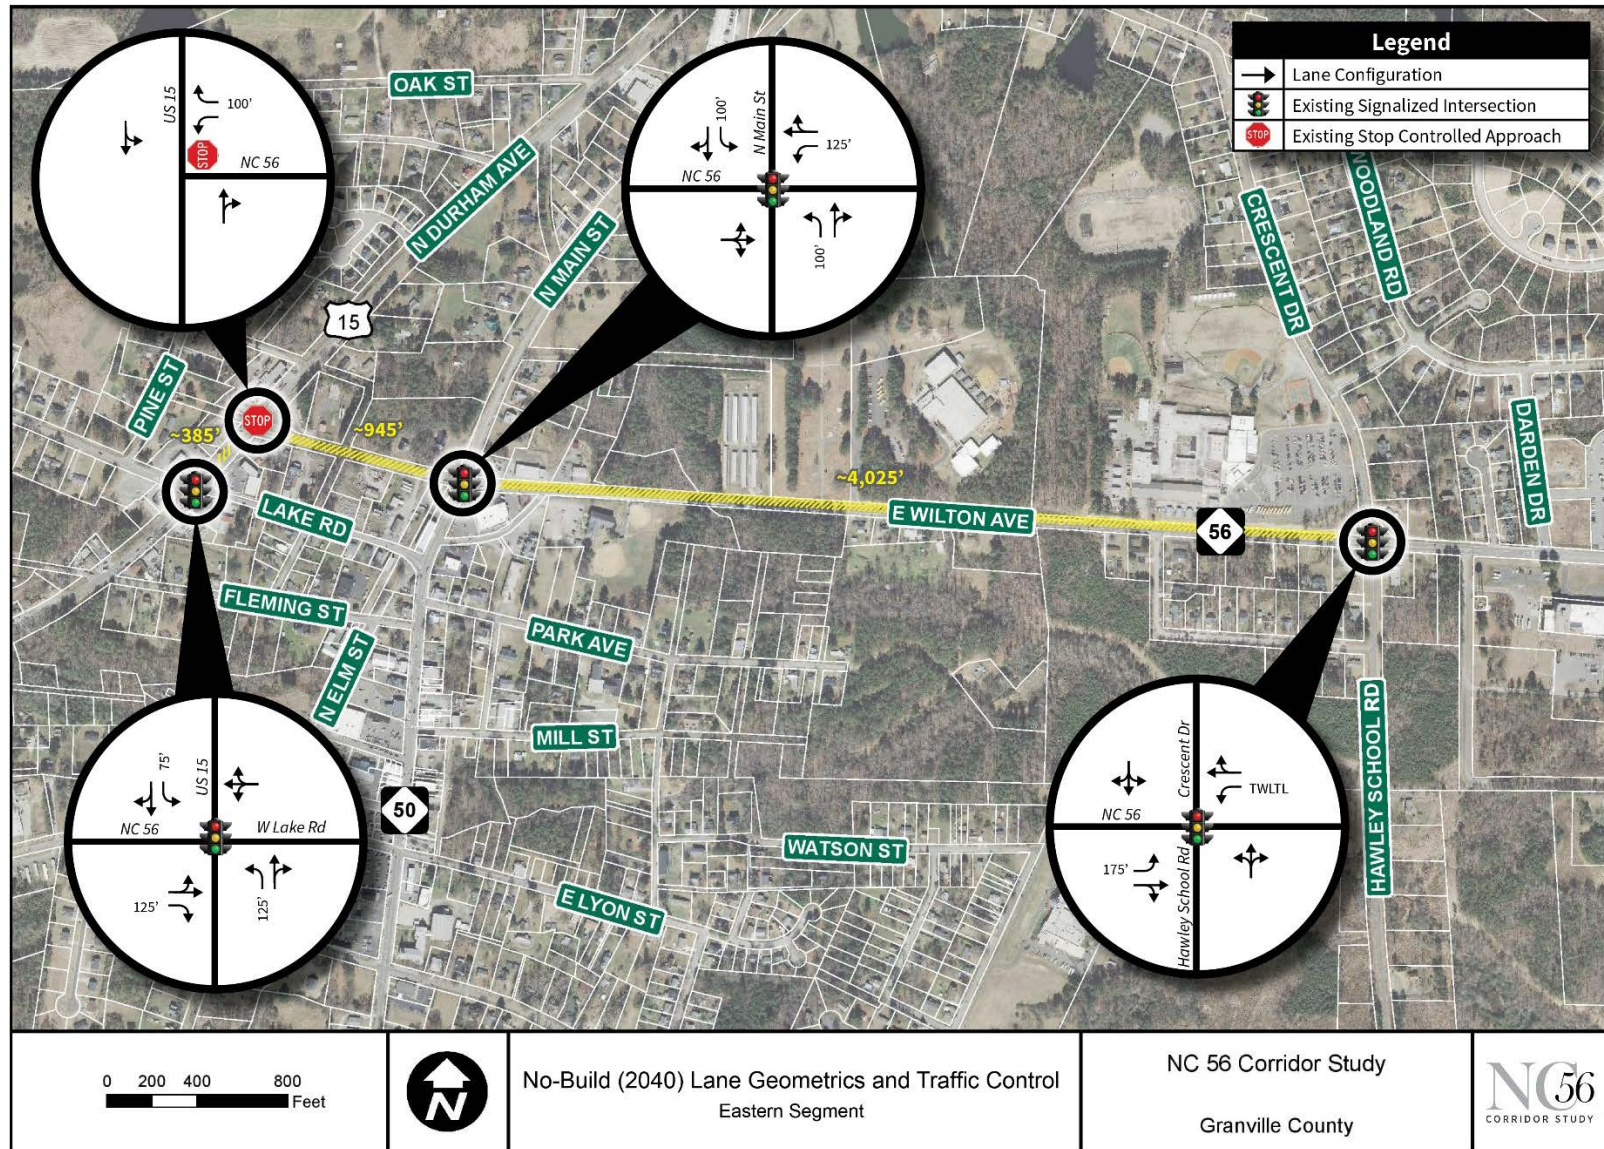 Legend
Lane Configuration
Existing Signalized Intersection
STOP
Existing Stop Controlled Approach
US 15
100'
STOP
NC 56
OAK ST
N Main St
100'
125'
NC 56
100'
N DURHAM AVE
N MAIN ST
15
PINE ST
CRESCENT DR
WOODLAND RD
DARDEN DR
STOP
~385'
~945'
~4,025'
LAKE RD
E WILTON AVE
56
FLEMING ST
N ELM ST
PARK AVE
MILL ST
HAWLEY SCHOOL RD
50
WATSON ST
E LYON ST
75'
US 15
NC 56
W Lake Rd
125'
125'
Crescent Dr
TWLTL
NC 56
175'
Hawley School Rd
0 200 400 800
Feet
N
No-Build (2040) Lane Geometrics and Traffic Control
Eastern Segment
NC 56 Corridor Study
Granville County
NC 56
CORRIDOR STUDY